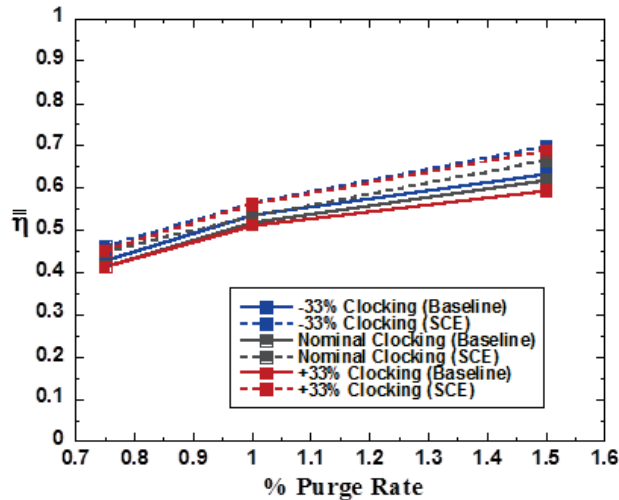 1
0.9
0.8
0.7
0.6
0.5
0.4
0.3
0.2
0.1
0
η̿
-33% Clocking (Baseline)
-33% Clocking (SCE)
Nominal Clocking (Baseline)
Nominal Clocking (SCE)
+33% Clocking (Baseline)
+33% Clocking (SCE)
0.7 0.8 0.9 1 1.1 1.2 1.3 1.4 1.5 1.6
% Purge Rate